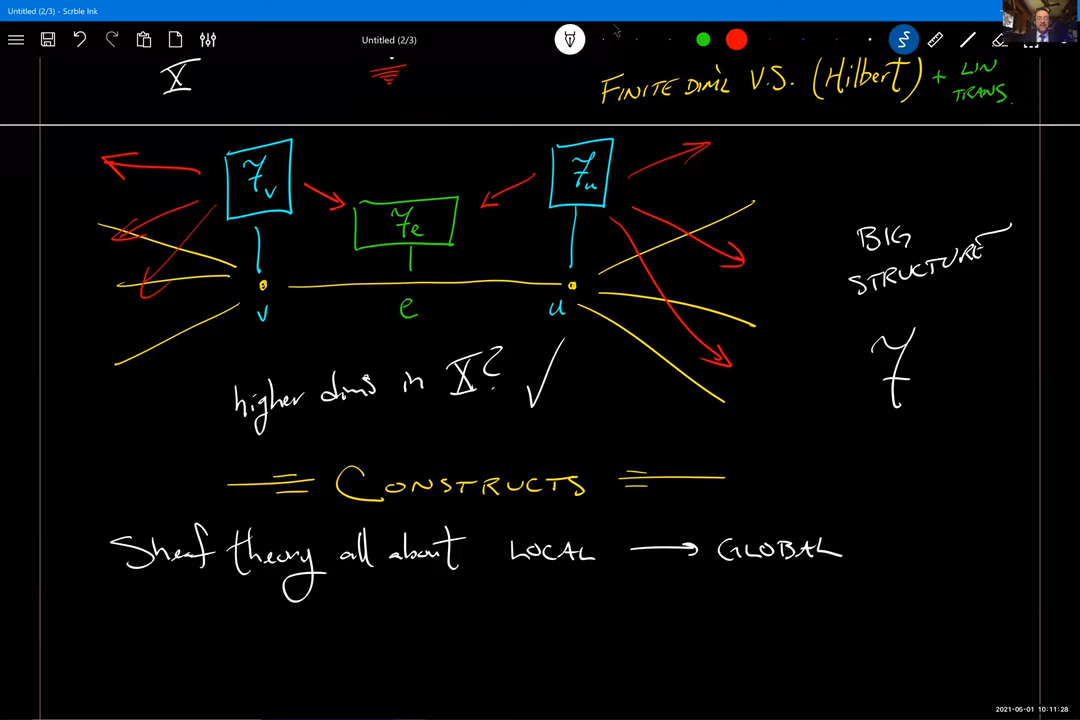 Untitled (2/3) - Scrble Ink
Untitled (2/3)
X
FINITE DIM'L V.S. (Hilbert) + LIN TRANS.
F_v
F_e
F_u
v
e
u
BIG
STRUCTURE
F
higher dims in X? ✓
CONSTRUCTS
Sheaf theory all about LOCAL → GLOBAL
2021-05-01 10:11:28